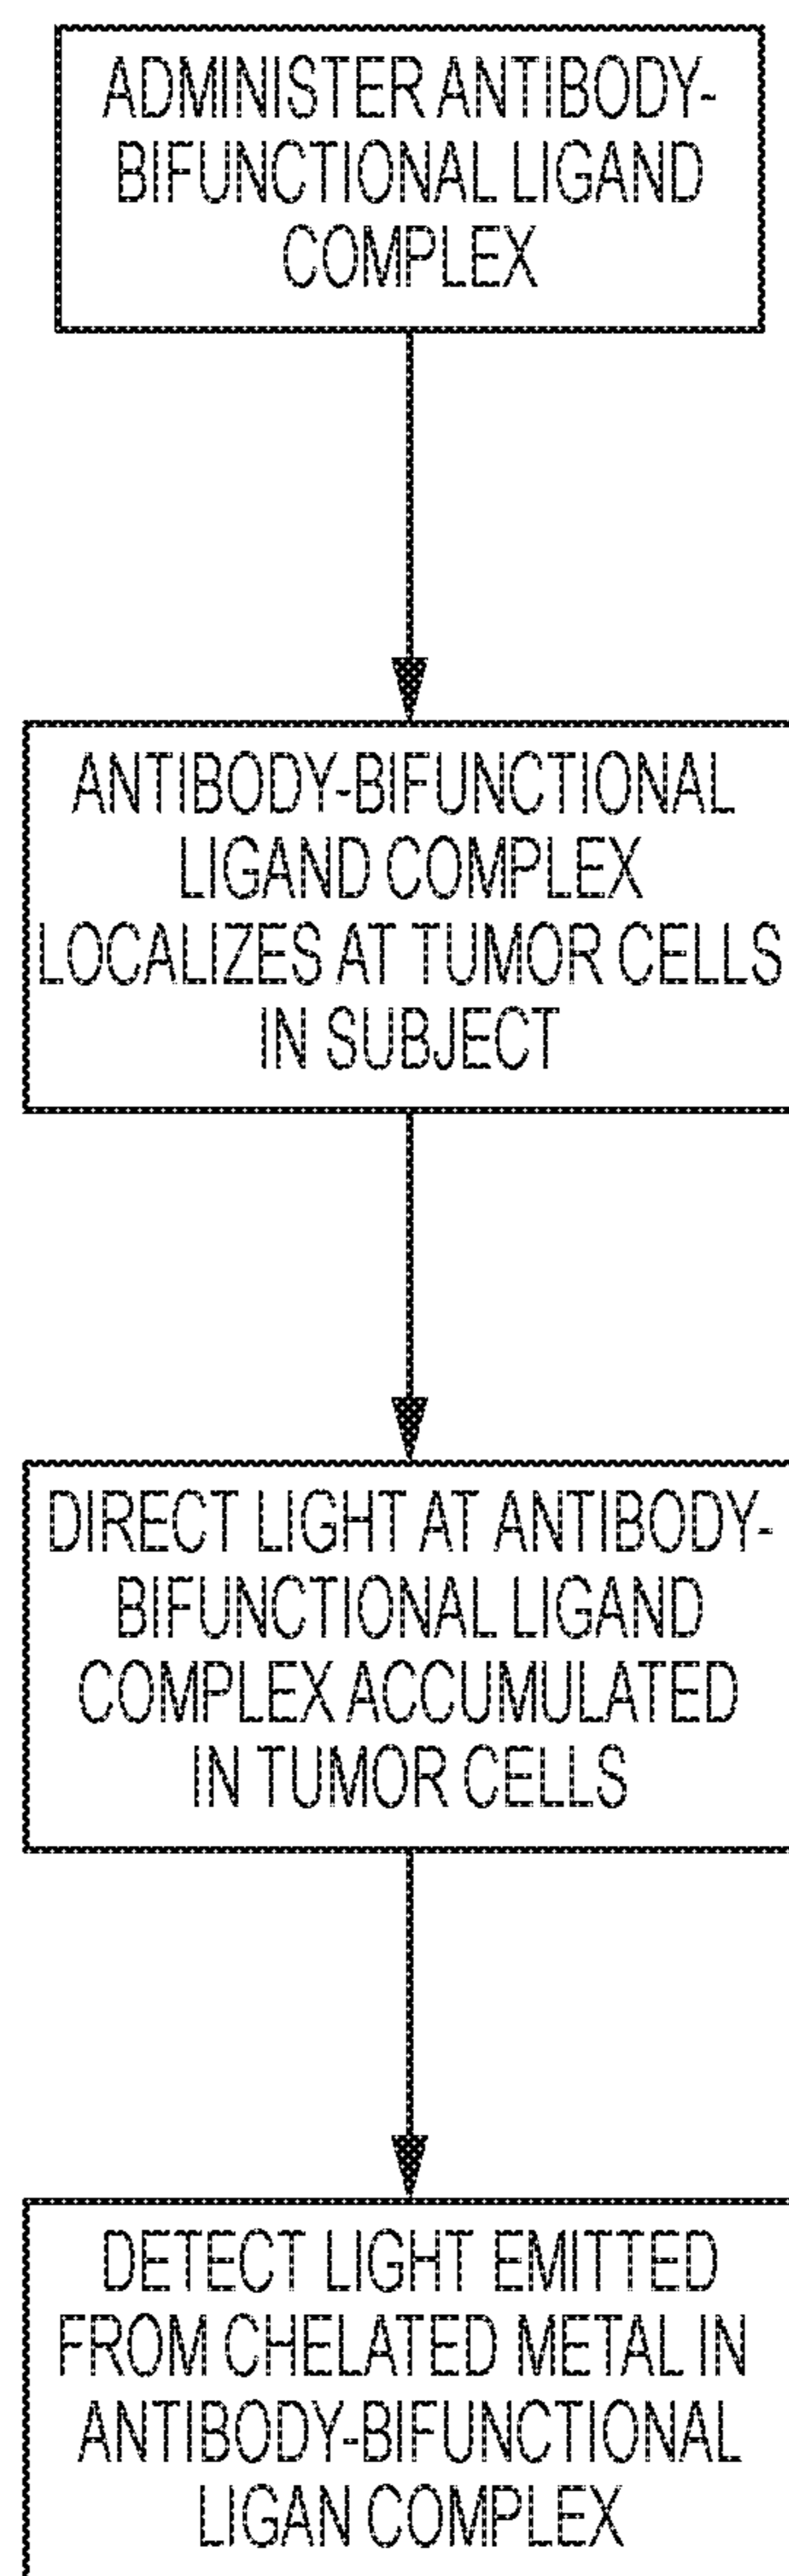 ADMINISTER ANTIBODY-
BIFUNCTIONAL LIGAND
COMPLEX
ANTIBODY-BIFUNCTIONAL
LIGAND COMPLEX
LOCALIZES AT TUMOR CELLS
IN SUBJECT
DIRECT LIGHT AT ANTIBODY-
BIFUNCTIONAL LIGAND
COMPLEX ACCUMULATED
IN TUMOR CELLS
DETECT LIGHT EMITTED
FROM CHELATED METAL IN
ANTIBODY-BIFUNCTIONAL
LIGAN COMPLEX